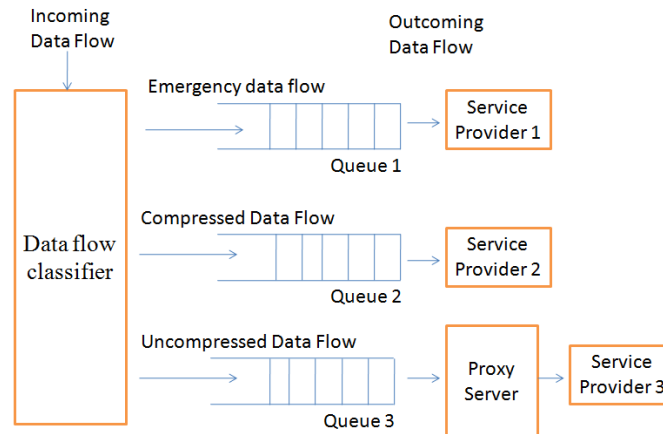 Incoming
Data Flow
Outcoming
Data Flow
Emergency data flow
Queue 1
Service
Provider 1
Data flow
classifier
Compressed Data Flow
Queue 2
Service
Provider 2
Uncompressed Data Flow
Queue 3
Proxy
Server
Service
Provider 3